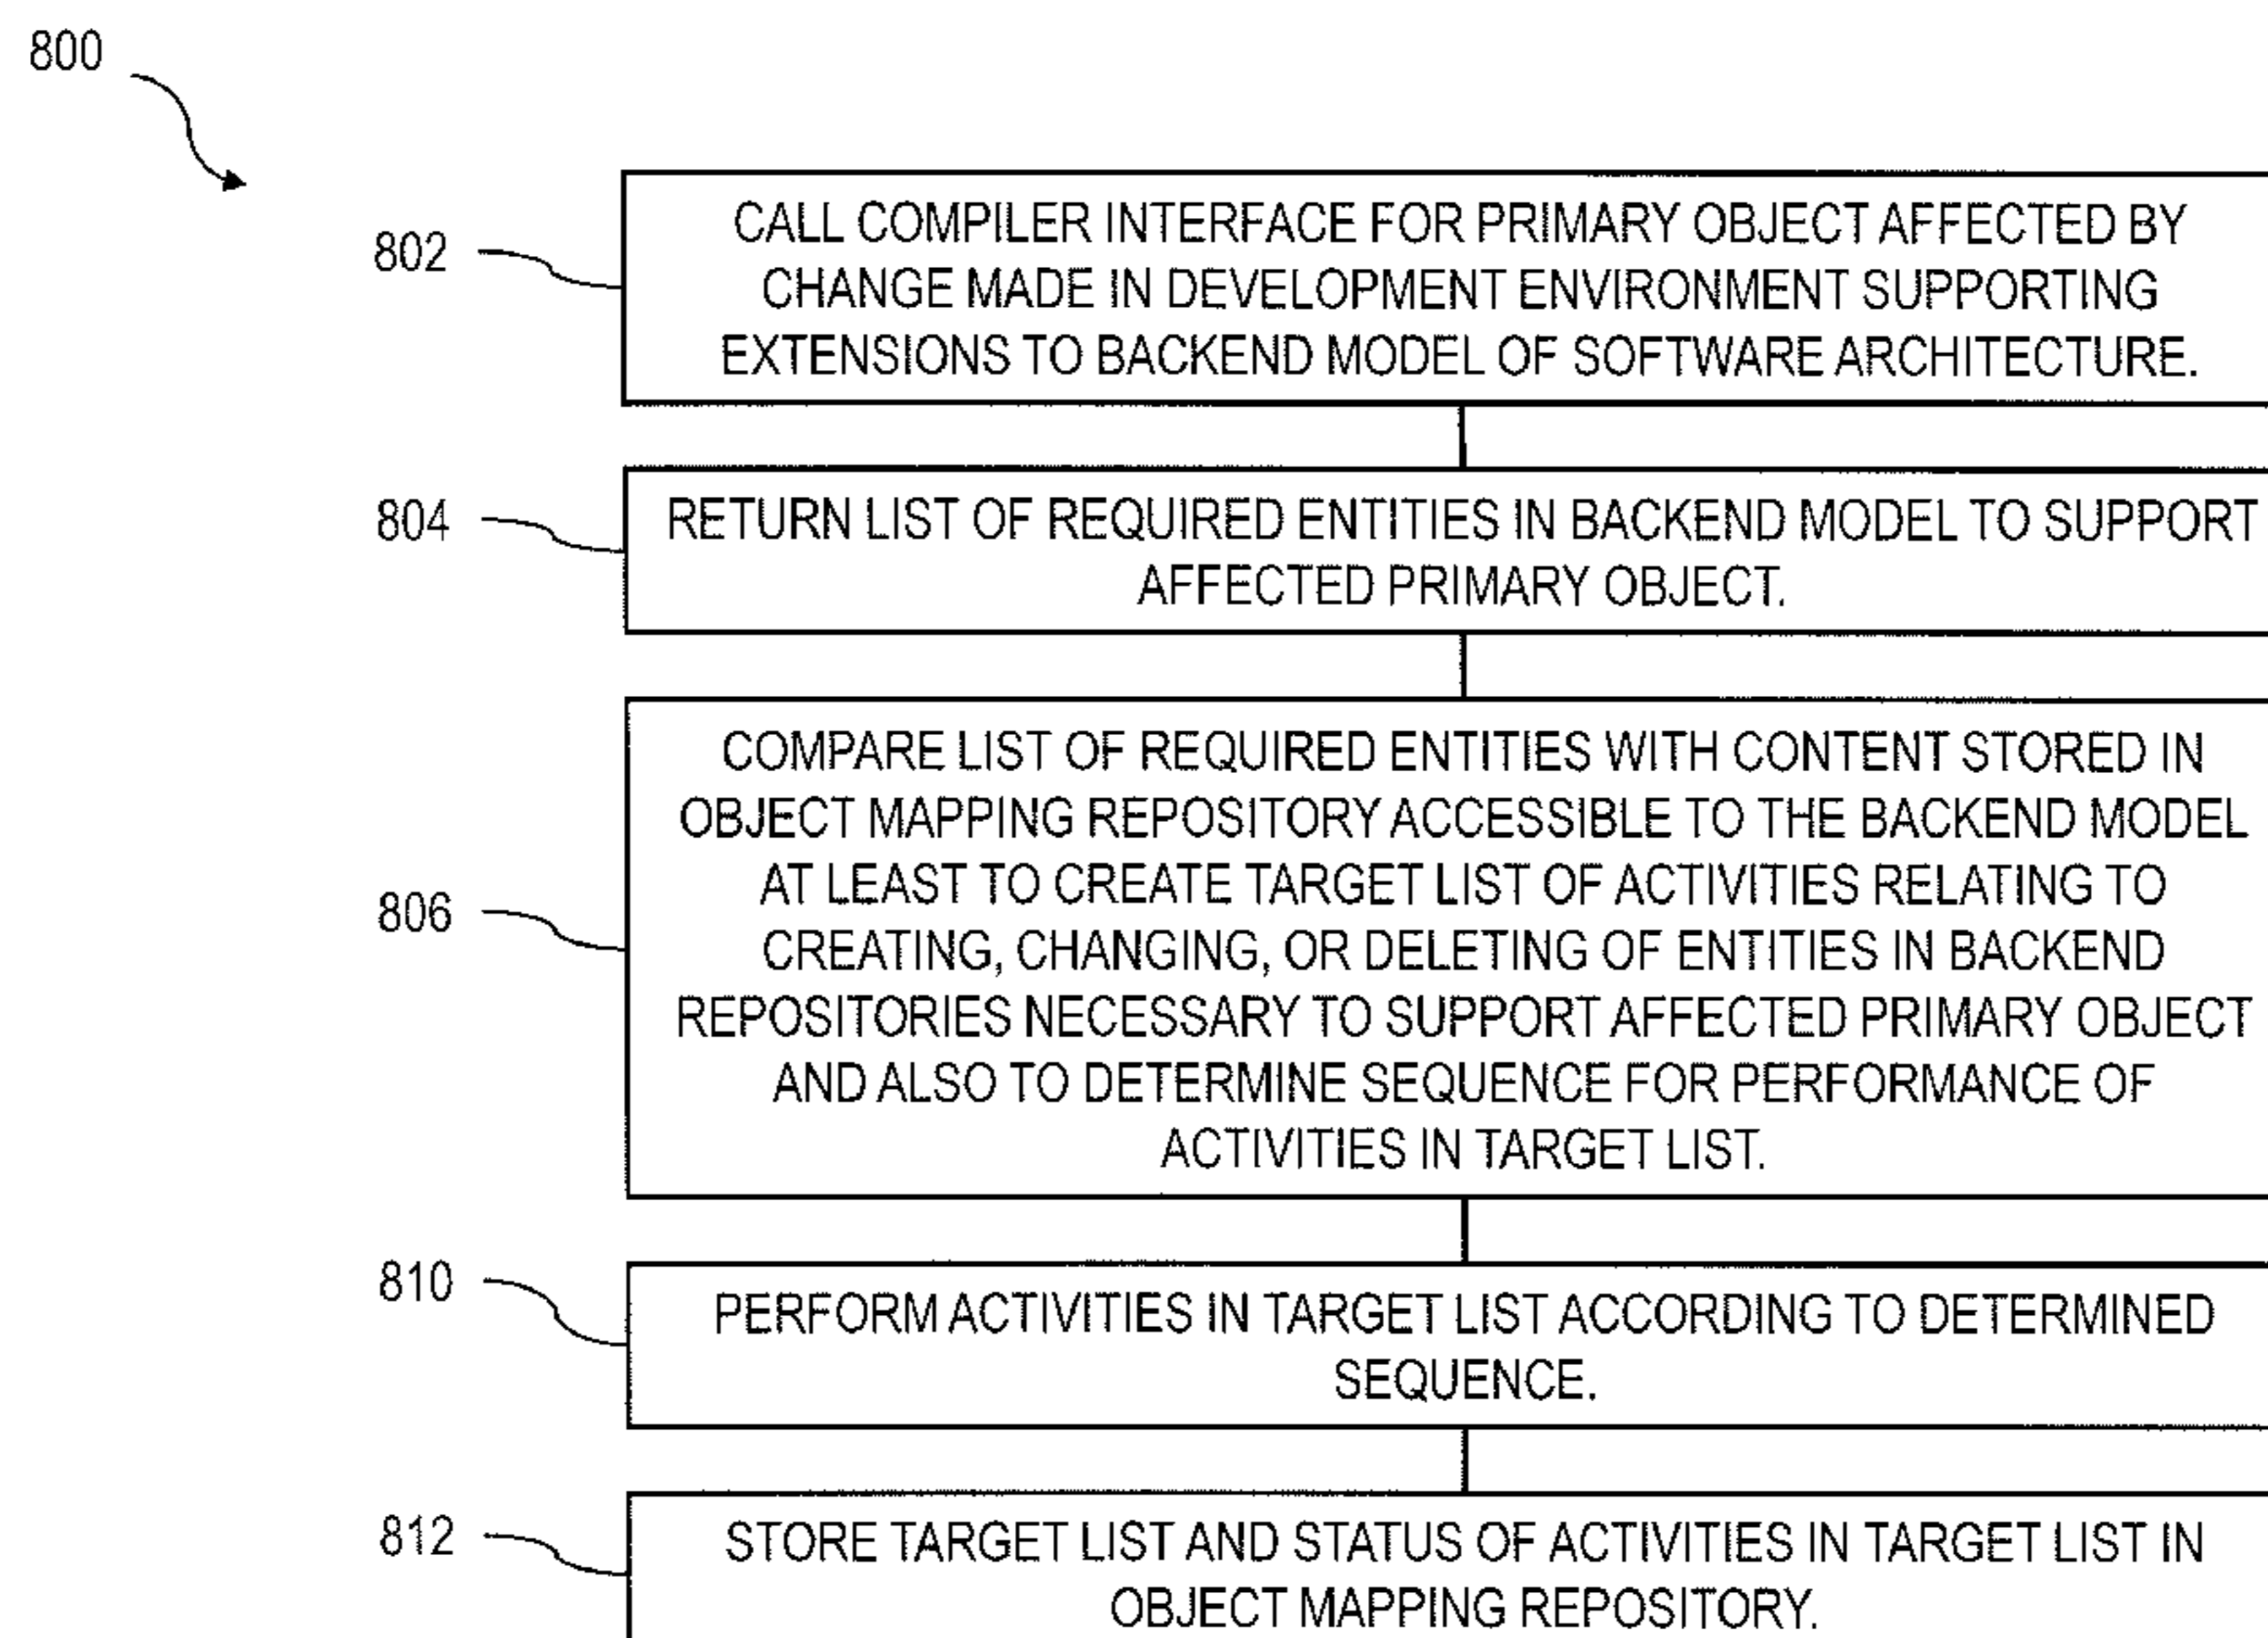 800
802
CALL COMPILER INTERFACE FOR PRIMARY OBJECT AFFECTED BY
CHANGE MADE IN DEVELOPMENT ENVIRONMENT SUPPORTING
EXTENSIONS TO BACKEND MODEL OF SOFTWARE ARCHITECTURE.
804
RETURN LIST OF REQUIRED ENTITIES IN BACKEND MODEL TO SUPPORT
AFFECTED PRIMARY OBJECT.
806
COMPARE LIST OF REQUIRED ENTITIES WITH CONTENT STORED IN
OBJECT MAPPING REPOSITORY ACCESSIBLE TO THE BACKEND MODEL
AT LEAST TO CREATE TARGET LIST OF ACTIVITIES RELATING TO
CREATING, CHANGING, OR DELETING OF ENTITIES IN BACKEND
REPOSITORIES NECESSARY TO SUPPORT AFFECTED PRIMARY OBJECT
AND ALSO TO DETERMINE SEQUENCE FOR PERFORMANCE OF
ACTIVITIES IN TARGET LIST.
810
PERFORM ACTIVITIES IN TARGET LIST ACCORDING TO DETERMINED
SEQUENCE.
812
STORE TARGET LIST AND STATUS OF ACTIVITIES IN TARGET LIST IN
OBJECT MAPPING REPOSITORY.